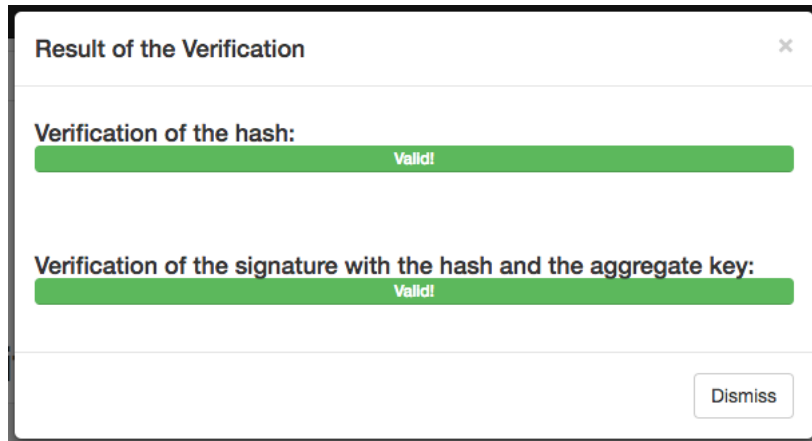 Result of the Verification
×
Verification of the hash:
Valid!
Verification of the signature with the hash and the aggregate key:
Valid!
Dismiss